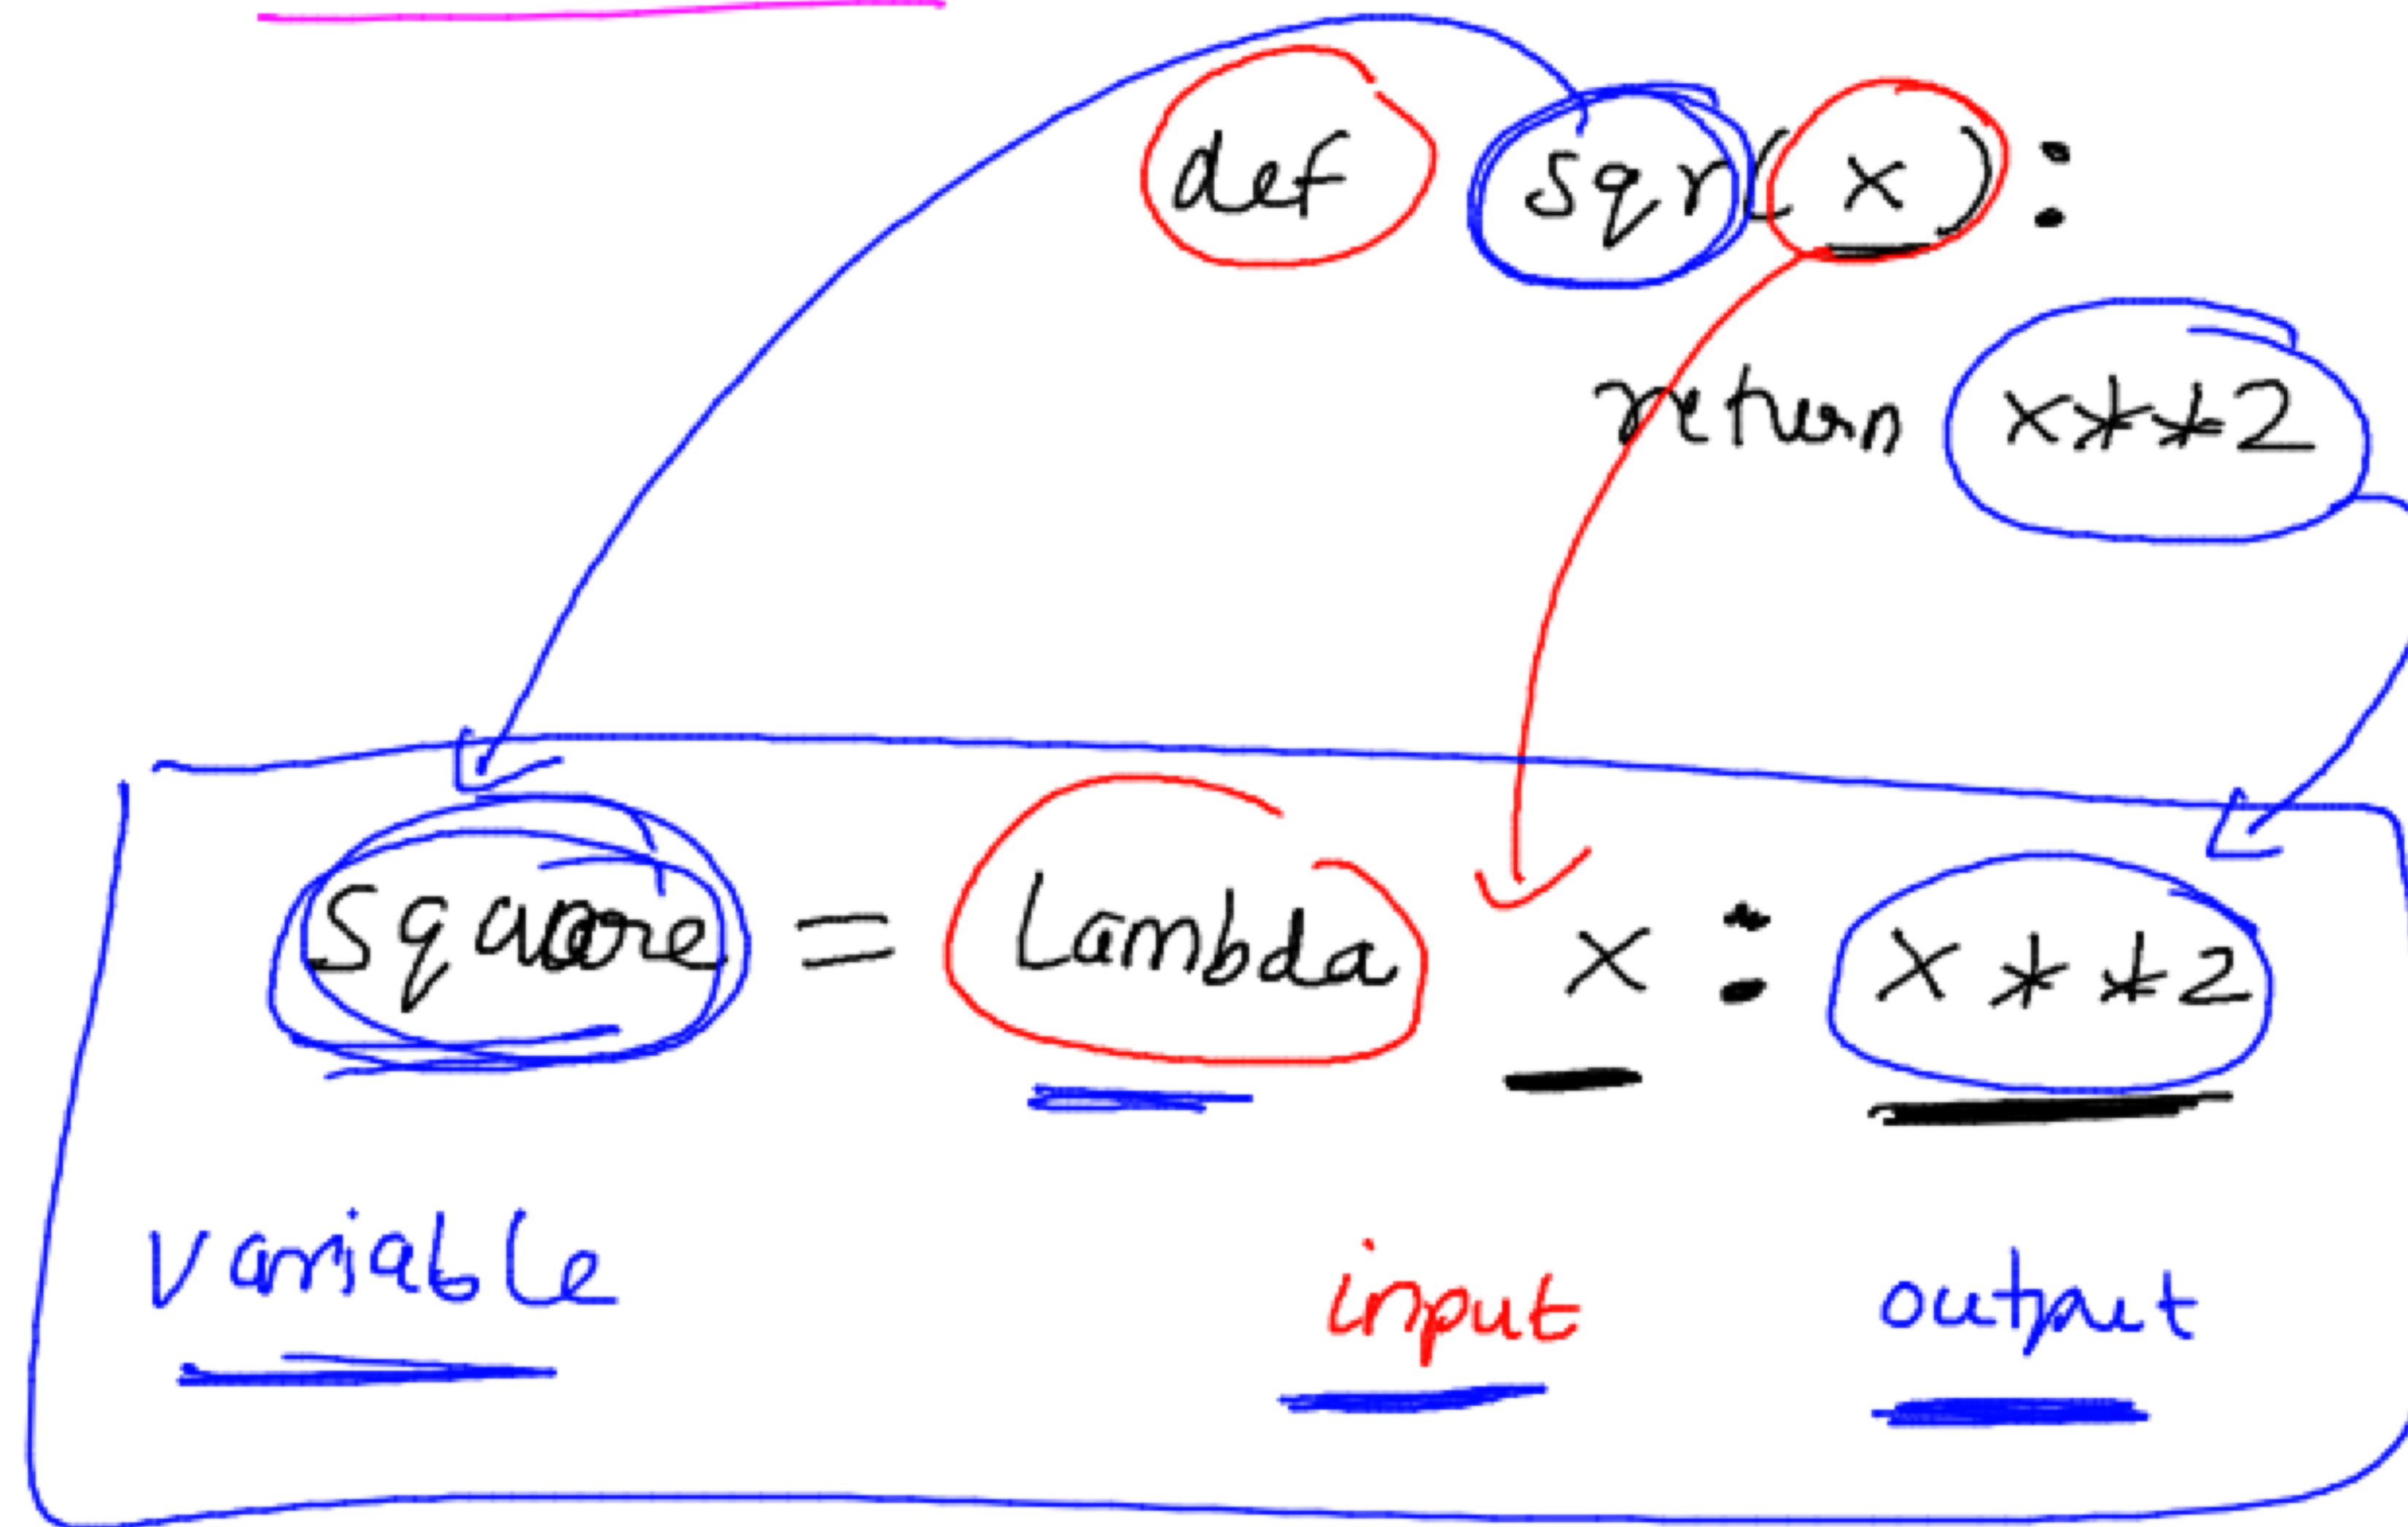 def sqr(x):
return x**2
Square = Lambda x : x**2
variable input output